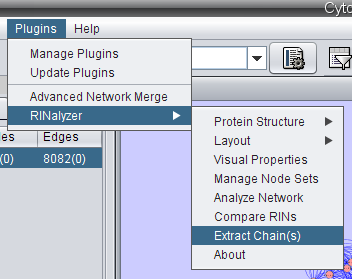 Cyto
Plugins Help
Manage Plugins
Update Plugins
Advanced Network Merge
RINalyzer
Edges
(0) 8082(0)
Protein Structure
Layout
Visual Properties
Manage Node Sets
Analyze Network
Compare RINs
Extract Chain(s)
About